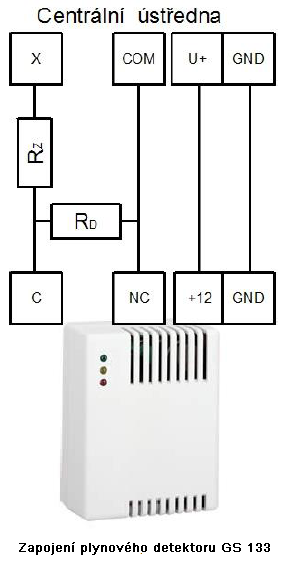 Centrální ústředna
X COM U+ GND
RZ
RD
C NC +12 GND
Zapojení plynového detektoru GS 133